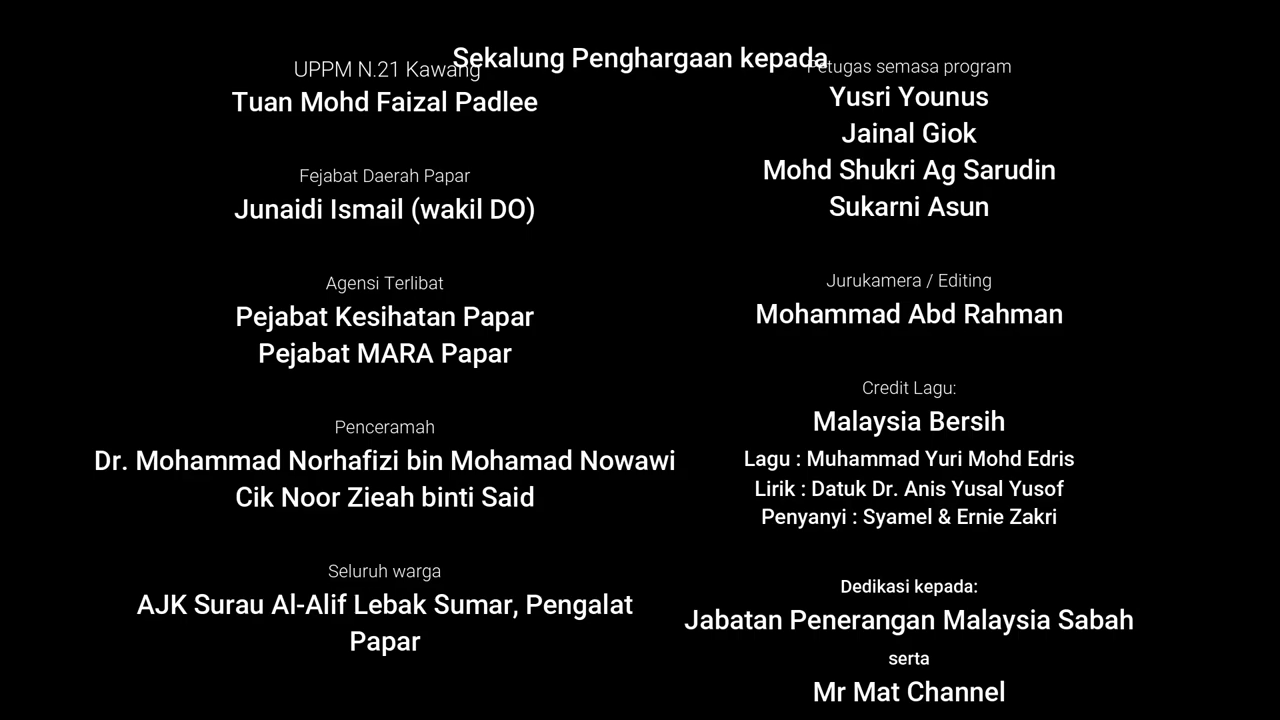 Sekalung Penghargaan kepada
UPPM N.21 Kawang
Tuan Mohd Faizal Padlee
Fejabat Daerah Papar
Junaidi Ismail (wakil DO)
Agensi Terlibat
Pejabat Kesihatan Papar
Pejabat MARA Papar
Penceramah
Dr. Mohammad Norhafizi bin Mohamad Nowawi
Cik Noor Zieah binti Said
Seluruh warga
AJK Surau Al-Alif Lebak Sumar, Pengalat
Papar
Petugas semasa program
Yusri Younus
Jainal Giok
Mohd Shukri Ag Sarudin
Sukarni Asun
Jurukamera / Editing
Mohammad Abd Rahman
Credit Lagu:
Malaysia Bersih
Lagu : Muhammad Yuri Mohd Edris
Lirik : Datuk Dr. Anis Yusal Yusof
Penyanyi : Syamel & Ernie Zakri
Dedikasi kepada:
Jabatan Penerangan Malaysia Sabah
serta
Mr Mat Channel